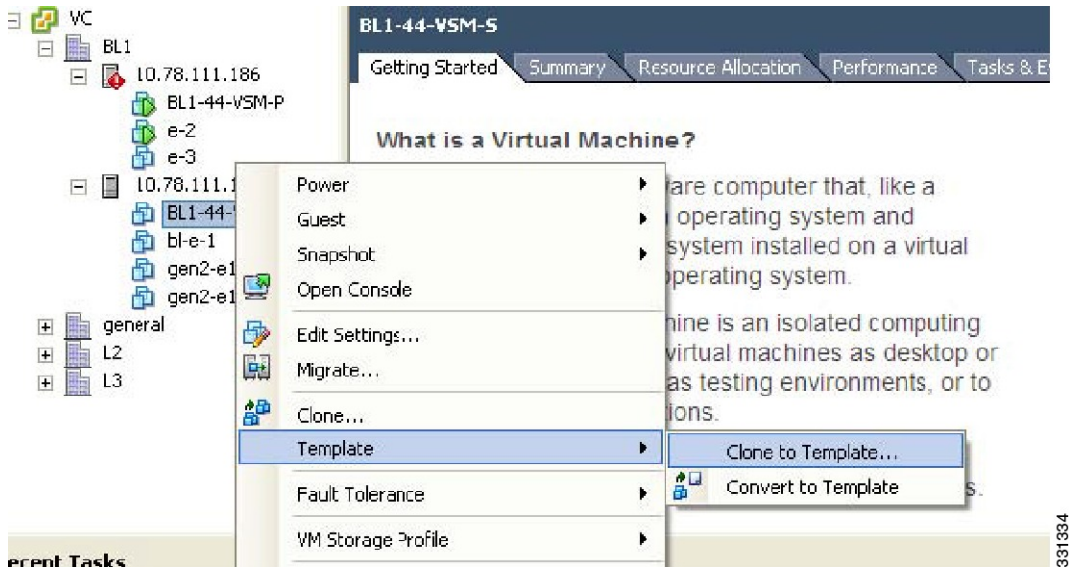 VC
BL1
10.78.111.186
BL1-44-VSM-P
e-2
e-3
10.78.111.1
BL1-44-
bl-e-1
gen2-e1
gen2-e1
general
L2
L3
BL1-44-VSM-S
Getting Started Summary Resource Allocation Performance Tasks & E
What is a Virtual Machine?
ware computer that, like a
operating system and
system installed on a virtual
operating system.
hine is an isolated computing
virtual machines as desktop or
as testing environments, or to
tions.
s.
Power
Guest
Snapshot
Open Console
Edit Settings...
Migrate...
Clone...
Template
Fault Tolerance
VM Storage Profile
Clone to Template...
Convert to Template
ecent Tasks
331334